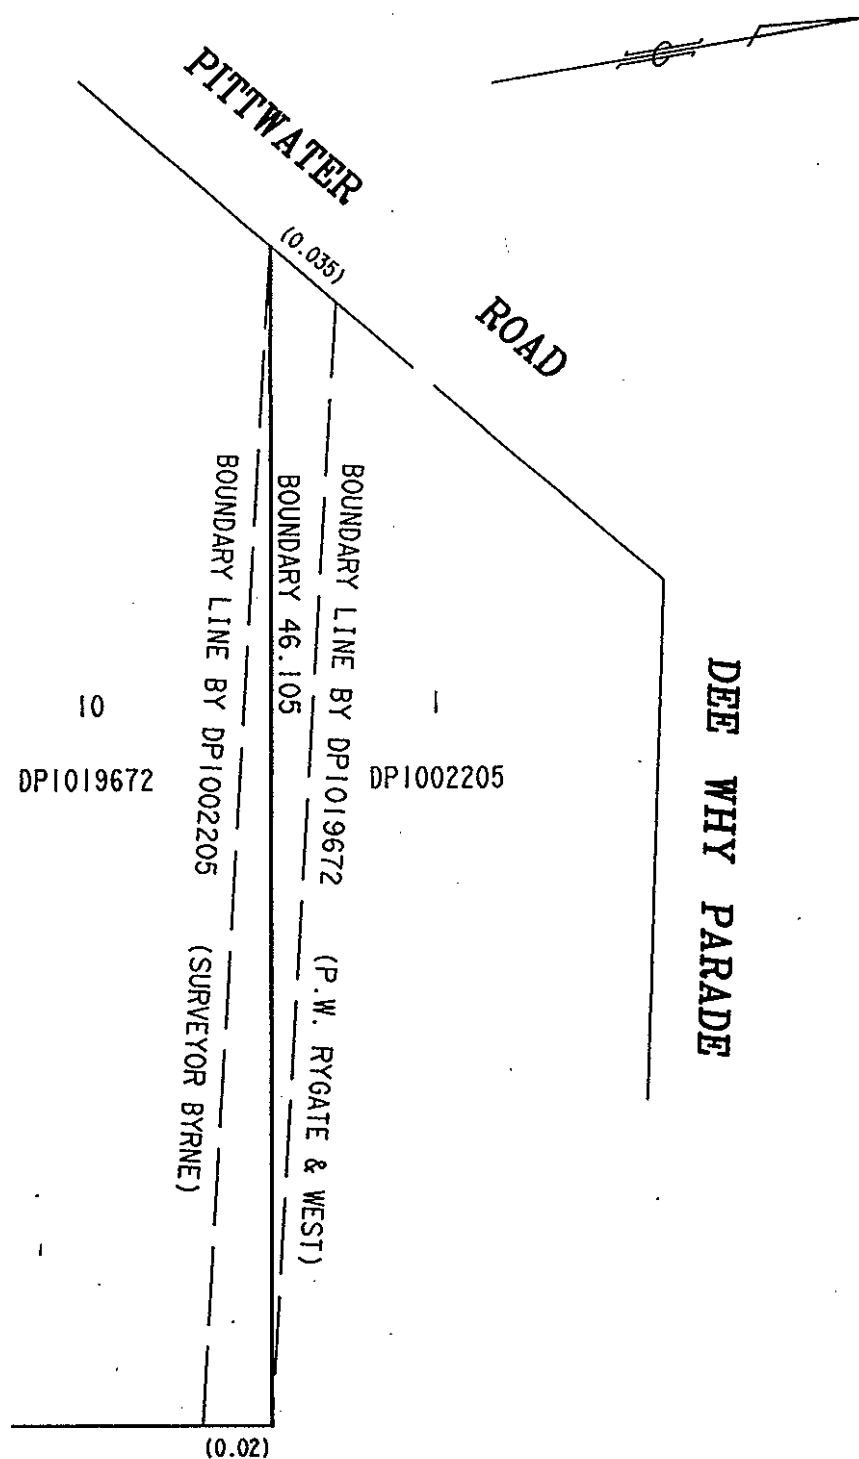 PITTWATER
ROAD
(0.035)
DEE WHY PARADE
BOUNDARY LINE BY DP1019672 (P.W. RYGATE & WEST)
BOUNDARY 46.105
BOUNDARY LINE BY DP1002205 (SURVEYOR BYRNE)
10
DP1019672
1
DP1002205
(0.02)